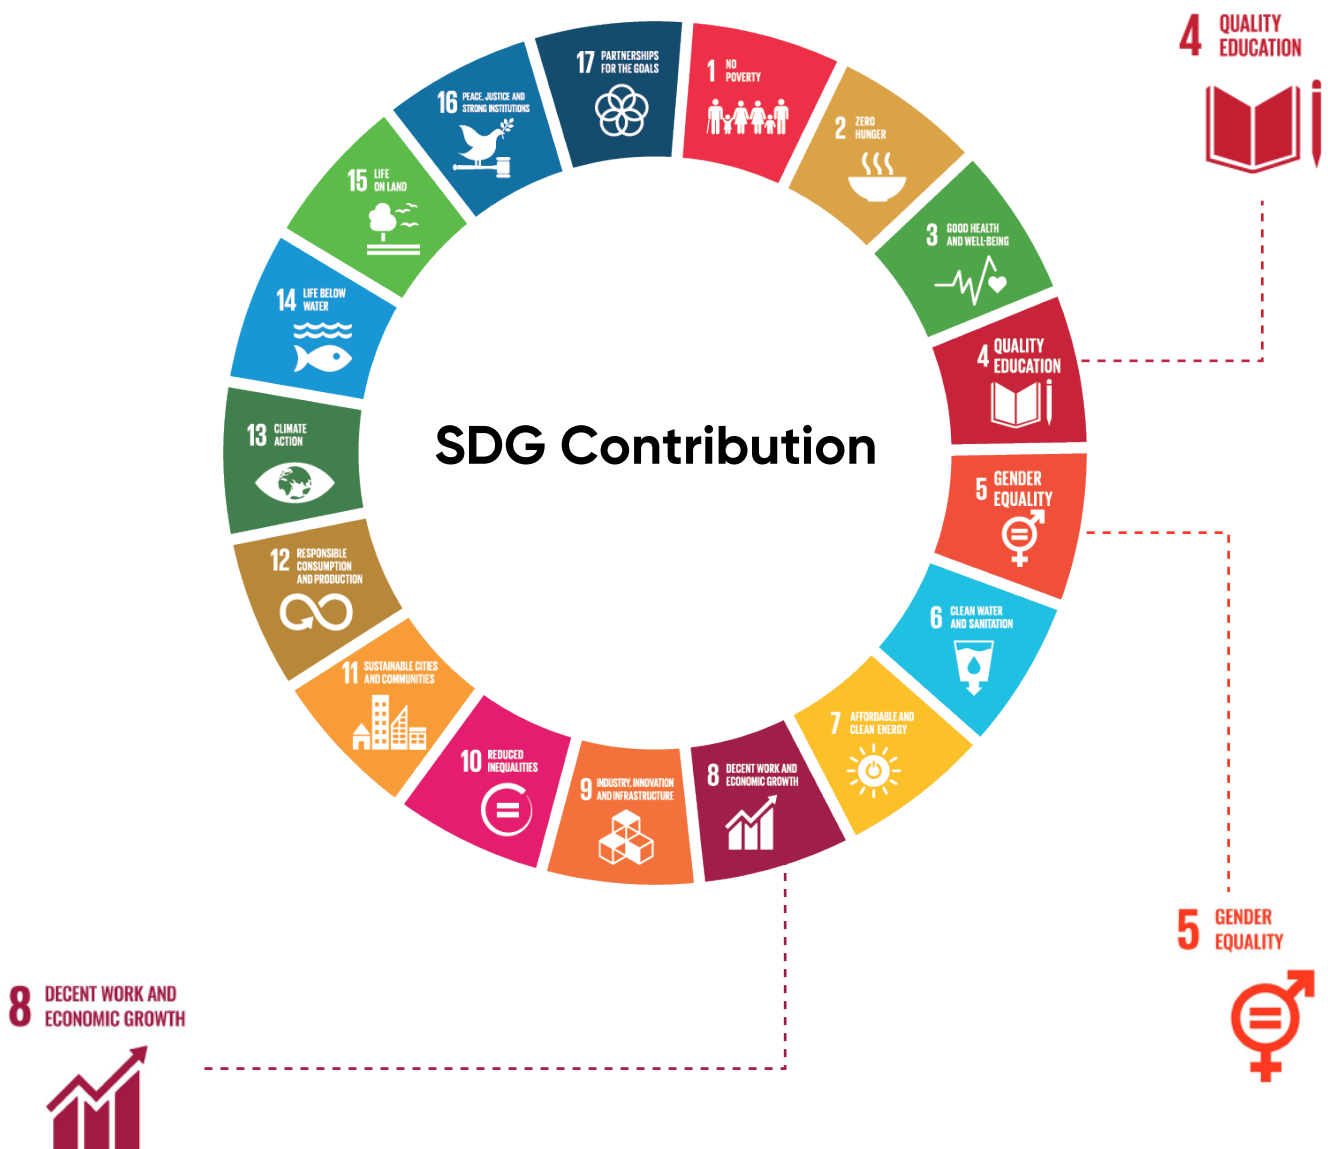 4 QUALITY
EDUCATION
17 PARTNERSHIPS
FOR THE GOALS
1 NO
POVERTY
2 ZERO
HUNGER
3 GOOD HEALTH
AND WELL-BEING
4 QUALITY
EDUCATION
5 GENDER
EQUALITY
6 CLEAN WATER
AND SANITATION
7 AFFORDABLE AND
CLEAN ENERGY
8 DECENT WORK AND
ECONOMIC GROWTH
9 INDUSTRY, INNOVATION
AND INFRASTRUCTURE
10 REDUCED
INEQUALITIES
11 SUSTAINABLE CITIES
AND COMMUNITIES
12 RESPONSIBLE
CONSUMPTION
AND PRODUCTION
13 CLIMATE
ACTION
14 LIFE BELOW
WATER
15 LIFE
ON LAND
16 PEACE, JUSTICE AND
STRONG INSTITUTIONS
SDG Contribution
5 GENDER
EQUALITY
8 DECENT WORK AND
ECONOMIC GROWTH